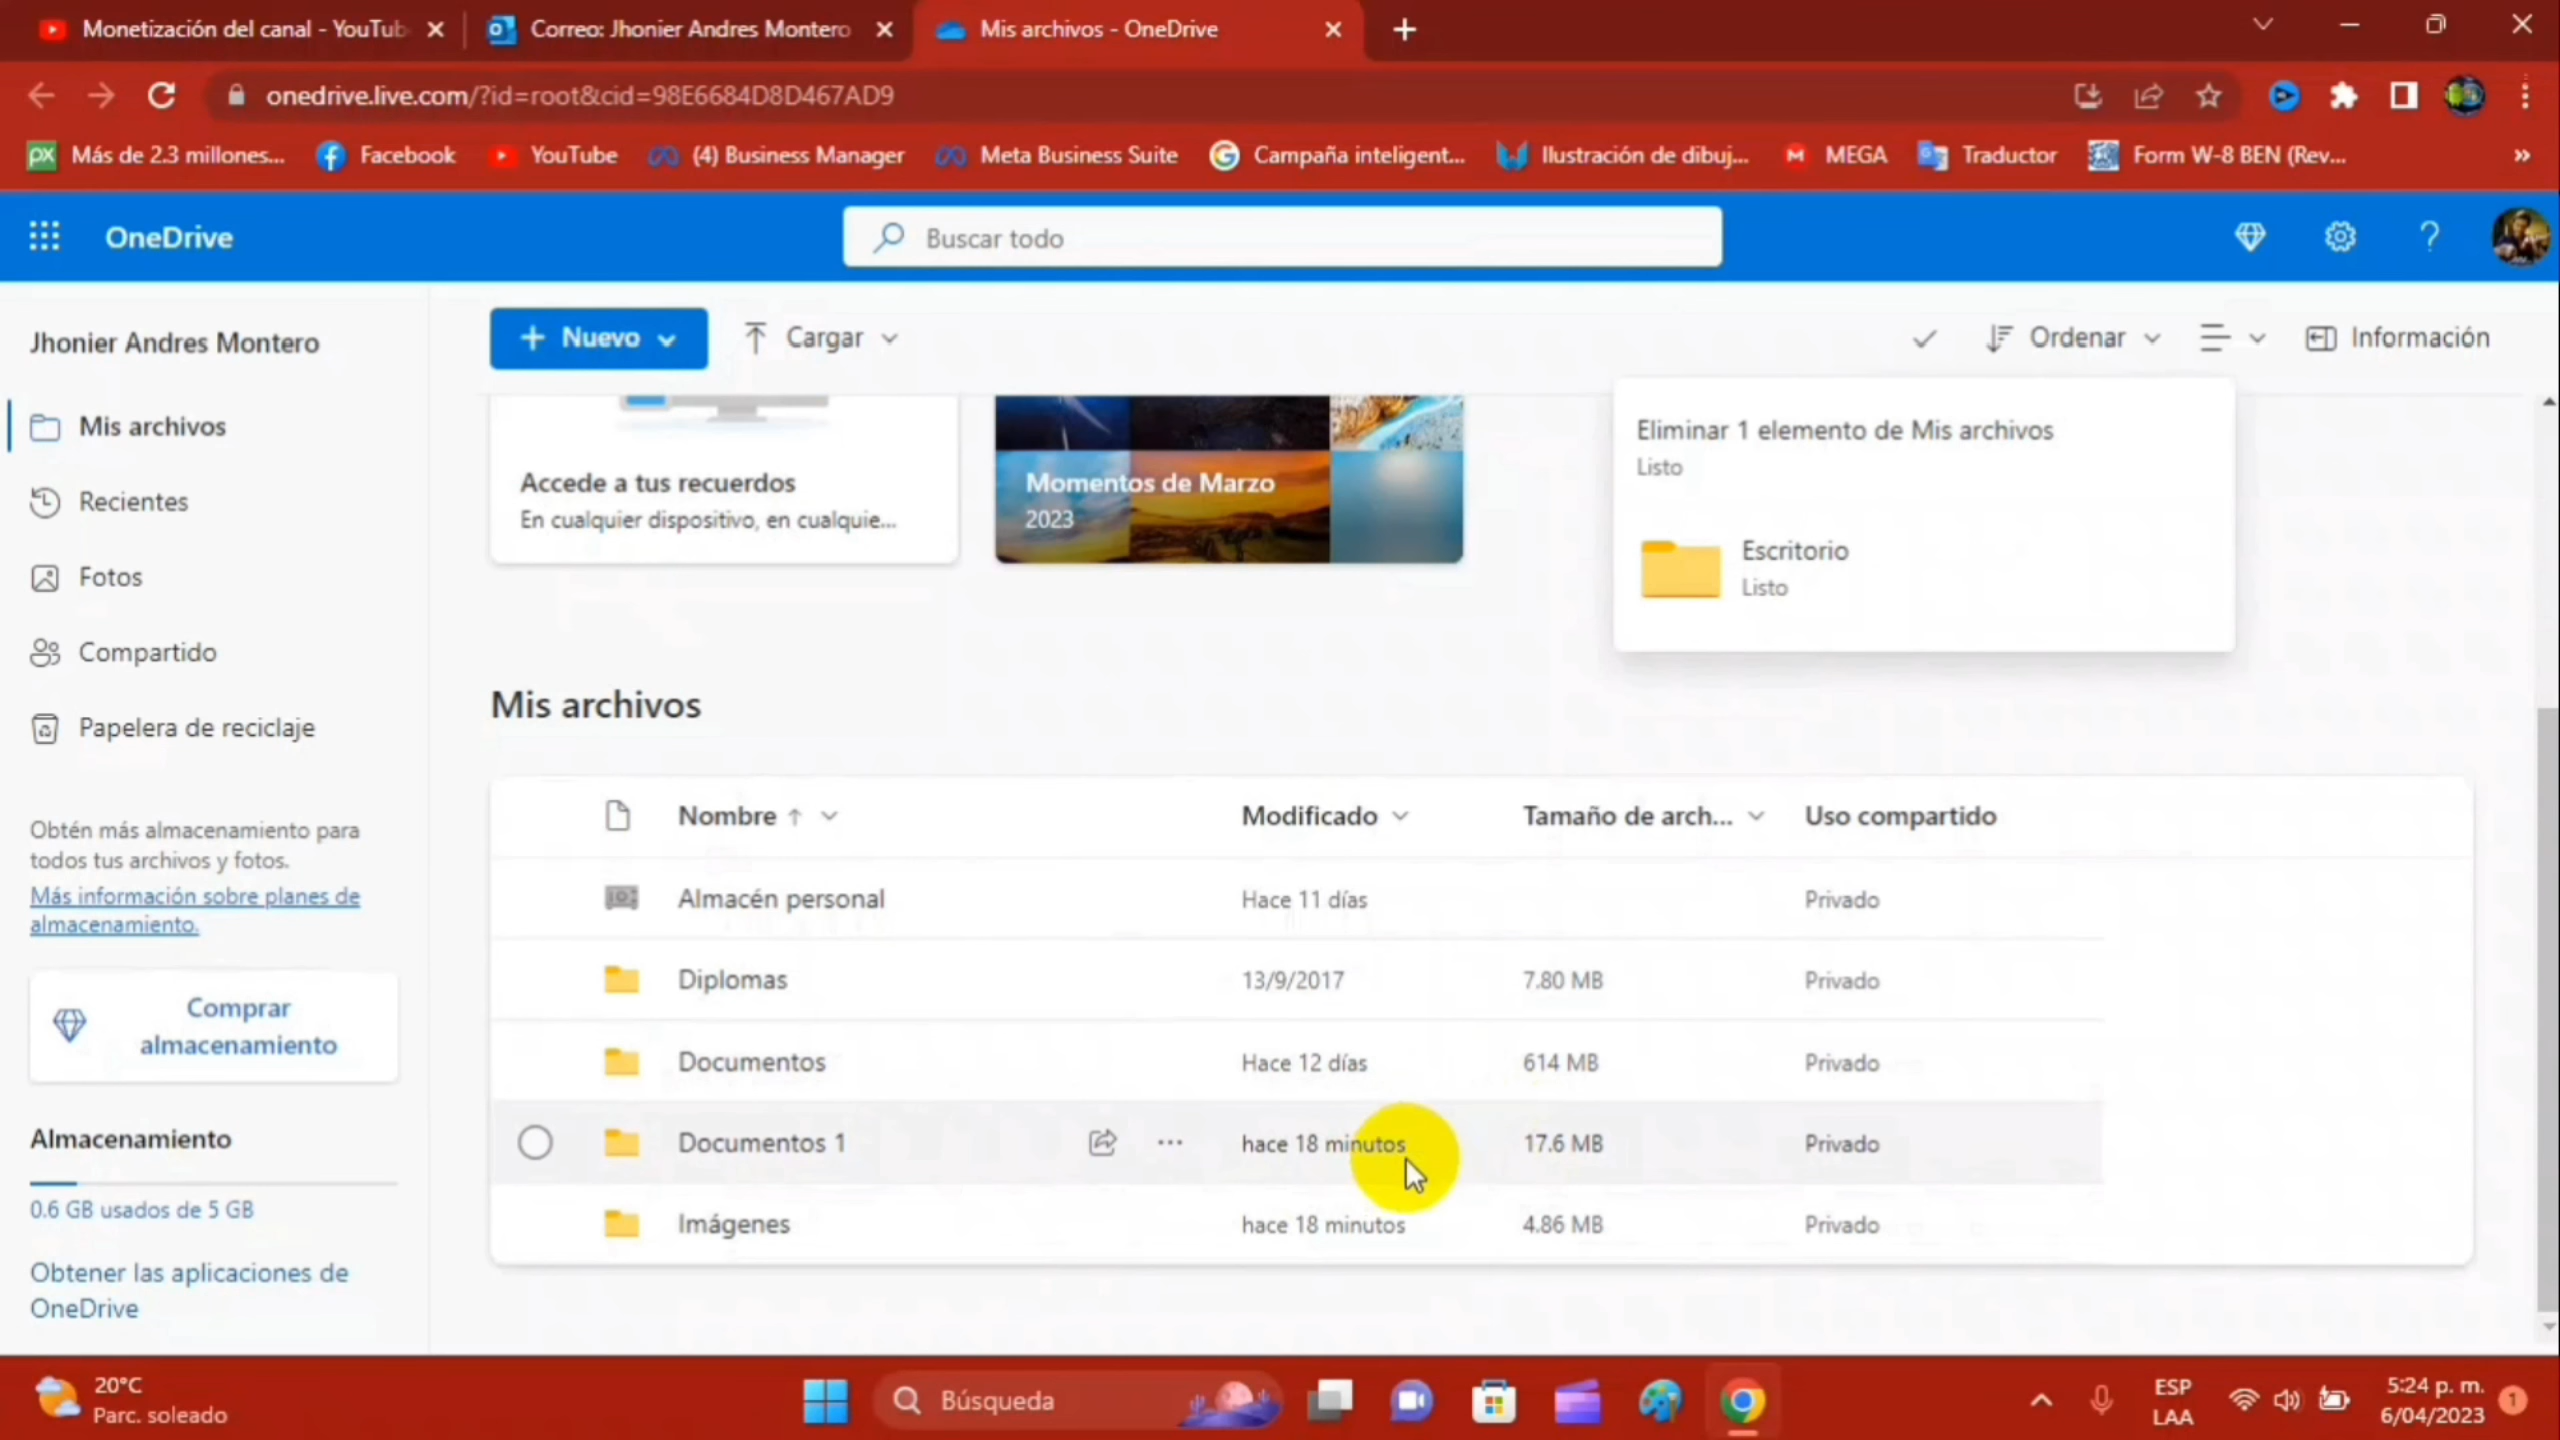 Monetización del canal - YouTub
Correo: Jhonier Andres Montero
Mis archivos - OneDrive
onedrive.live.com/?id=root&cid=98E6684D8D467AD9
px Más de 2.3 millones...
Facebook
YouTube
(4) Business Manager
Meta Business Suite
Campaña inteligent...
Ilustración de dibuj...
M MEGA
Traductor
Form W-8 BEN (Rev...
OneDrive
Buscar todo
Jhonier Andres Montero
Mis archivos
Recientes
Fotos
Compartido
Papelera de reciclaje
Obtén más almacenamiento para
todos tus archivos y fotos.
Más información sobre planes de
almacenamiento.
Comprar
almacenamiento
Almacenamiento
0.6 GB usados de 5 GB
Obtener las aplicaciones de
OneDrive
+ Nuevo
Cargar
Ordenar
Información
Accede a tus recuerdos
En cualquier dispositivo, en cualquie...
Momentos de Marzo
2023
Eliminar 1 elemento de Mis archivos
Listo
Escritorio
Listo
Mis archivos
Nombre Modificado Tamaño de arch... Uso compartido
Almacén personal Hace 11 días Privado
Diplomas 13/9/2017 7.80 MB Privado
Documentos Hace 12 días 614 MB Privado
Documentos 1 hace 18 minutos 17.6 MB Privado
Imágenes hace 18 minutos 4.86 MB Privado
20°C
Parc. soleado
Búsqueda
ESP
LAA
5:24 p. m.
6/04/2023
1